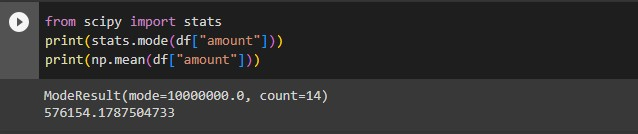 from scipy import stats
print(stats.mode(df["amount"]))
print(np.mean(df["amount"]))
ModeResult(mode=10000000.0, count=14)
576154.1787504733